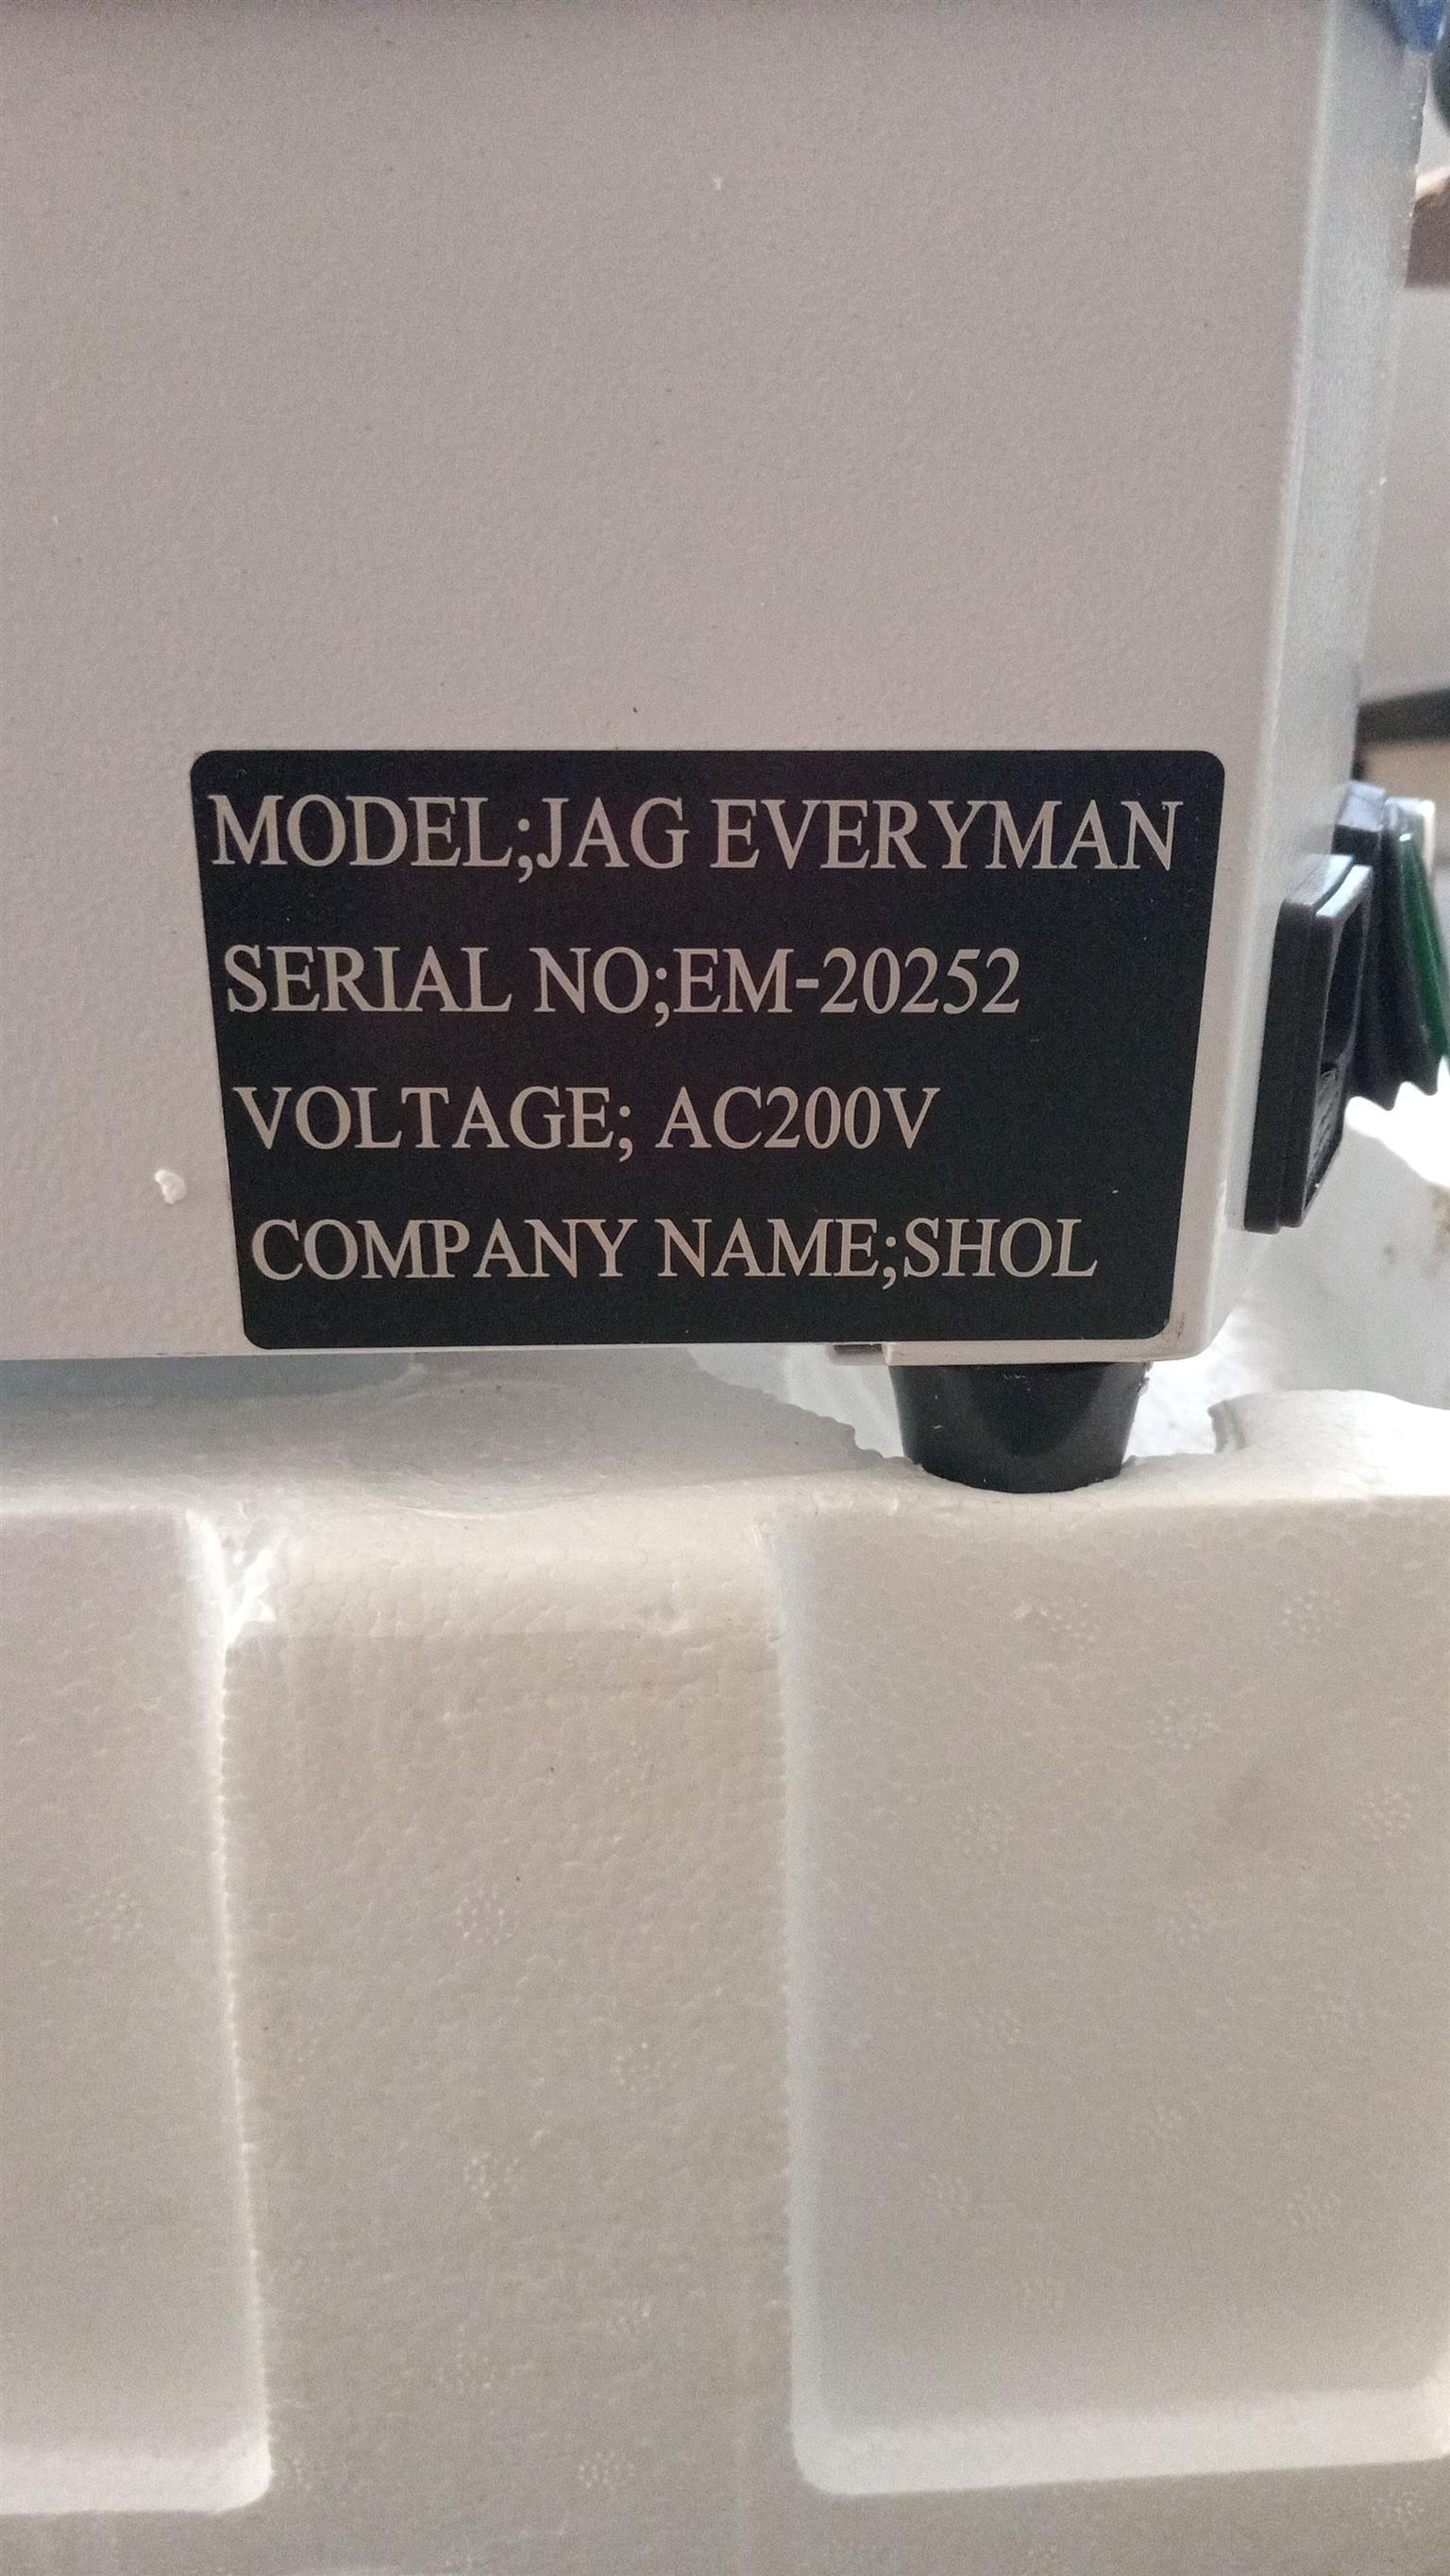 MODEL;JAG EVERYMAN
SERIAL NO;EM-20252
VOLTAGE; AC200V
COMPANY NAME;SHOL